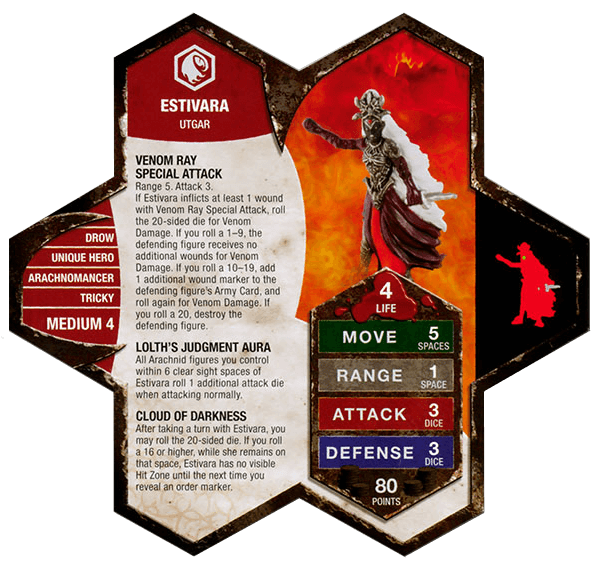 ESTIVARA
UTGAR
VENOM RAY
SPECIAL ATTACK
Range 5. Attack 3.
If Estivara inflicts at least 1 wound
with Venom Ray Special Attack, roll
the 20-sided die for Venom
Damage. If you roll a 1–9, the
defending figure receives no
additional wounds for Venom
Damage. If you roll a 10–19, add
1 additional wound marker to the
defending figure's Army Card, and
roll again for Venom Damage. If
you roll a 20, destroy the
defending figure.
LOLTH'S JUDGMENT AURA
All Arachnid figures you control
within 6 clear sight spaces of
Estivara roll 1 additional attack die
when attacking normally.
CLOUD OF DARKNESS
After taking a turn with Estivara, you
may roll the 20-sided die. If you roll
a 16 or higher, while she remains on
that space, Estivara has no visible
Hit Zone until the next time you
reveal an order marker.
DROW
UNIQUE HERO
ARACHNOMANCER
TRICKY
MEDIUM 4
4
LIFE
MOVE 5
SPACES
RANGE 1
SPACE
ATTACK 3
DICE
DEFENSE 3
DICE
80
POINTS